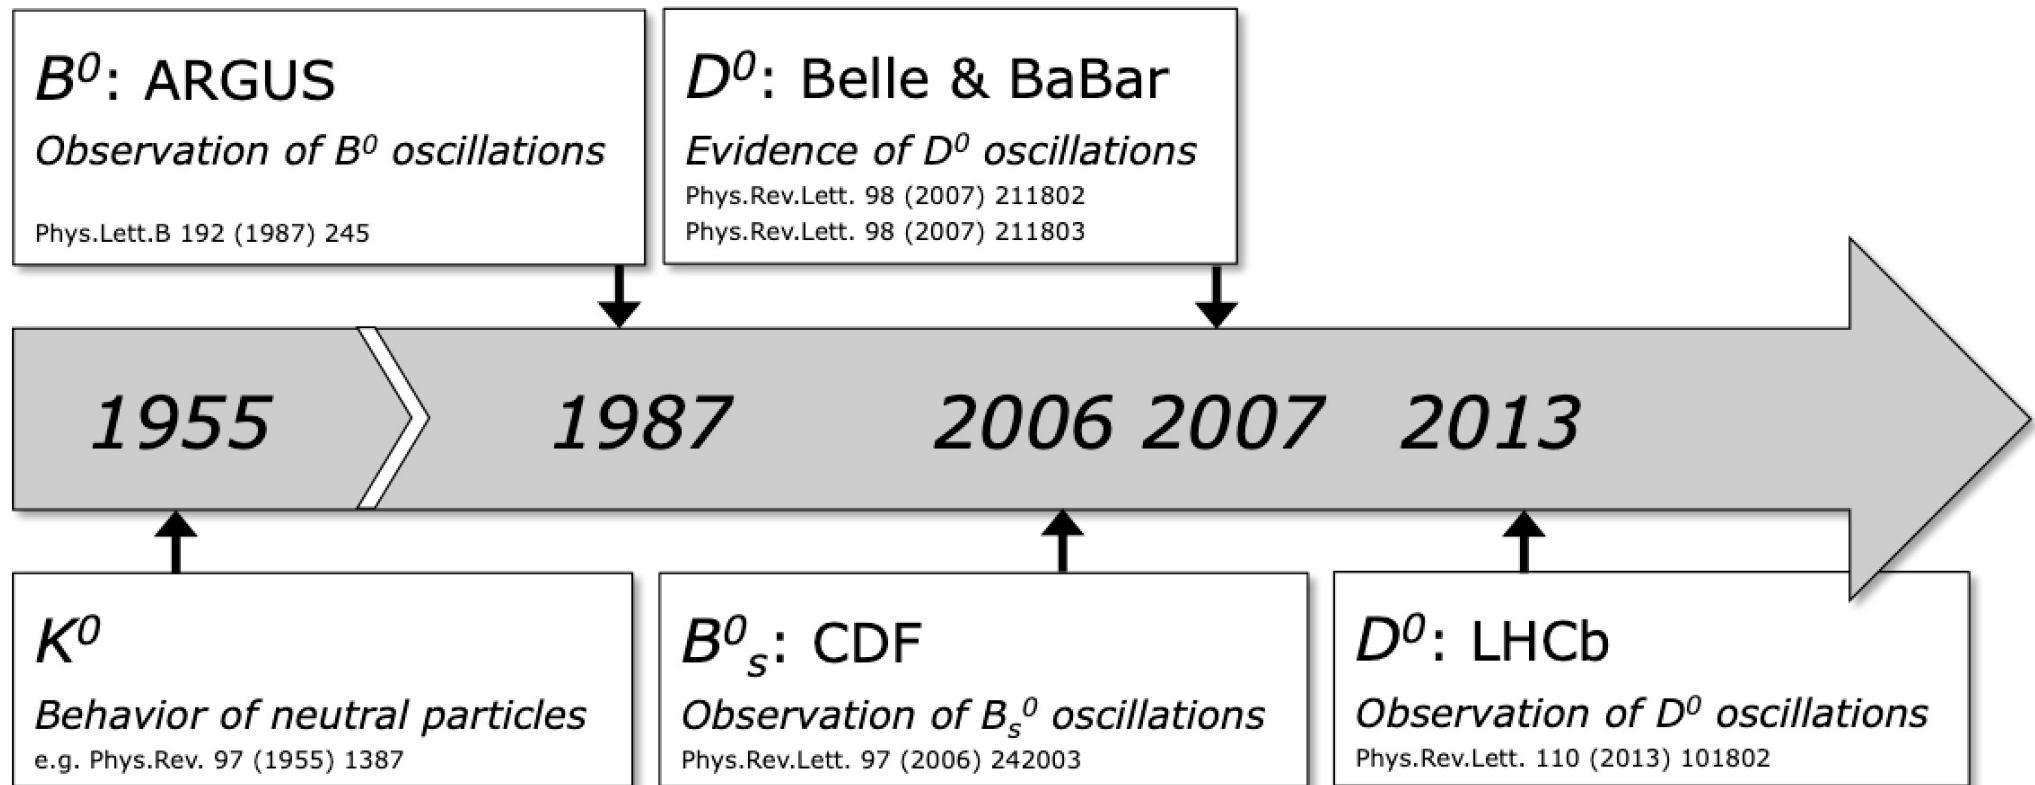 B⁰: ARGUS
Observation of B⁰ oscillations
Phys.Lett.B 192 (1987) 245
D⁰: Belle & BaBar
Evidence of D⁰ oscillations
Phys.Rev.Lett. 98 (2007) 211802
Phys.Rev.Lett. 98 (2007) 211803
1955 1987 2006 2007 2013
K⁰
Behavior of neutral particles
e.g. Phys.Rev. 97 (1955) 1387
B⁰ₛ: CDF
Observation of Bₛ⁰ oscillations
Phys.Rev.Lett. 97 (2006) 242003
D⁰: LHCb
Observation of D⁰ oscillations
Phys.Rev.Lett. 110 (2013) 101802